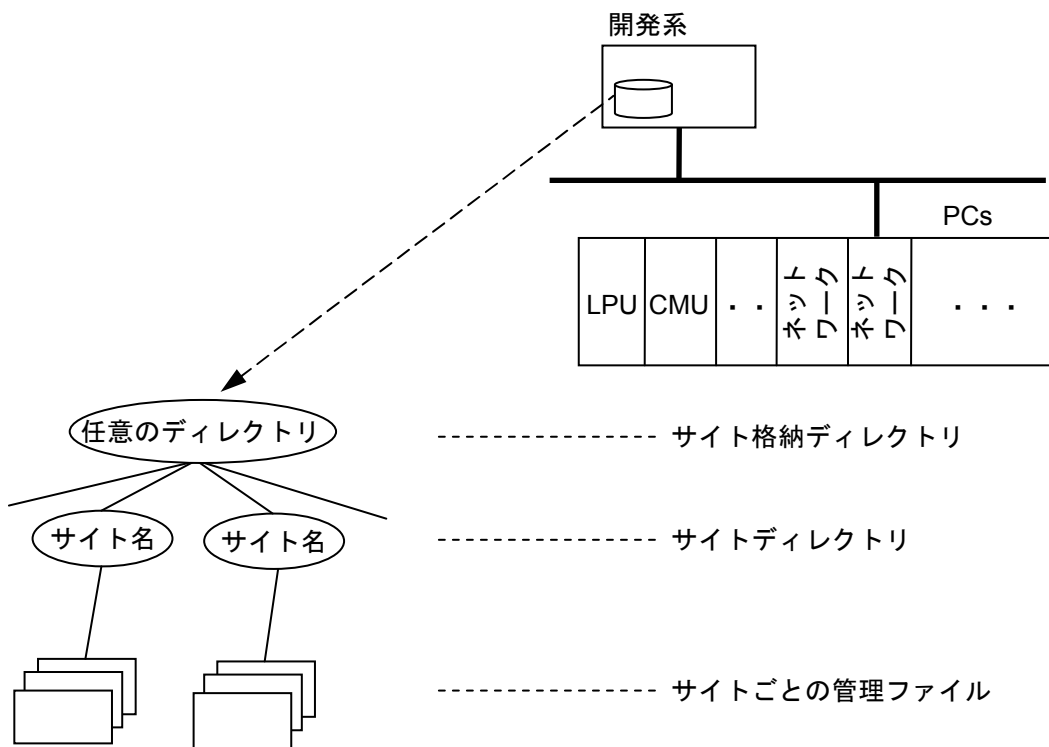 開発系
PCs
LPU
CMU
・・
ネット
ワーク
ネット
ワーク
・・・
任意のディレクトリ
サイト格納ディレクトリ
サイト名
サイト名
サイトディレクトリ
サイトごとの管理ファイル